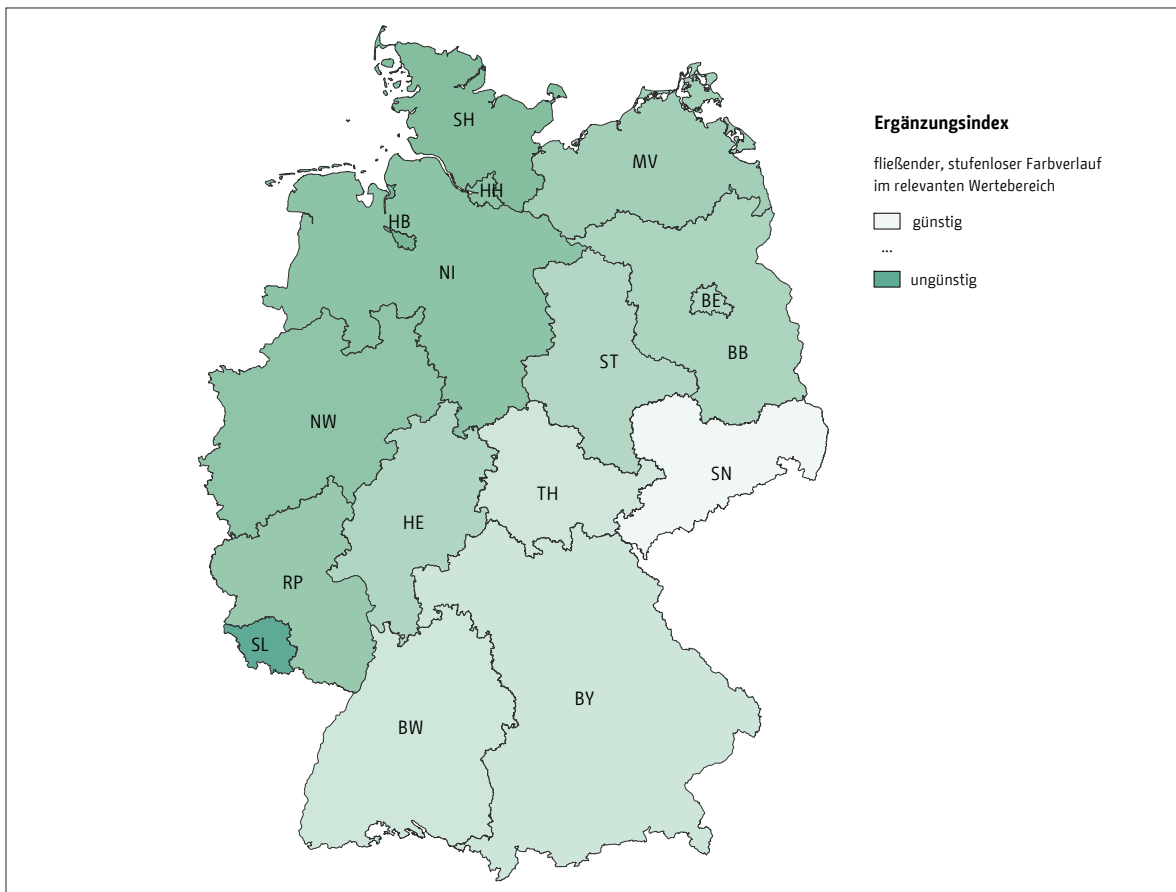 SH
MV
HH
HB
NI
BE
BB
ST
NW
SN
TH
HE
RP
SL
BY
BW
Ergänzungsindex
fließender, stufenloser Farbverlauf
im relevanten Wertebereich
günstig
...
ungünstig